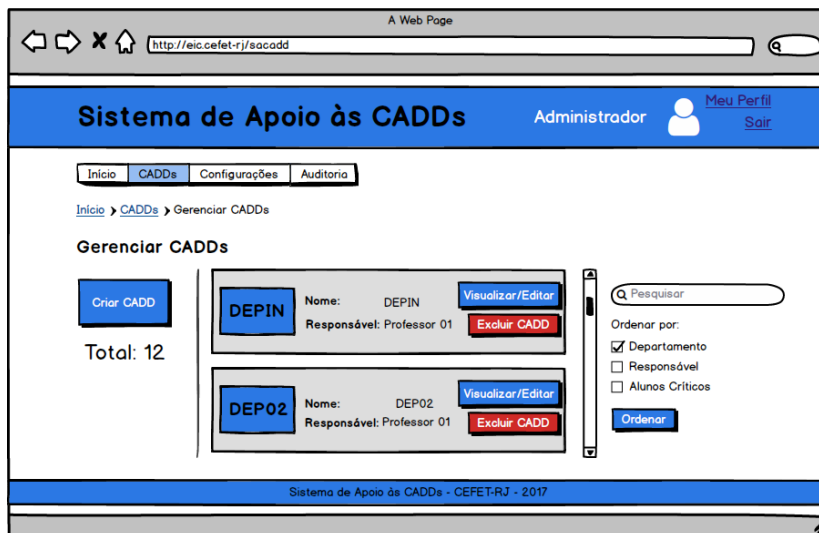 A Web Page
http://eic.cefet-rj/sacadd
Sistema de Apoio às CADDs
Administrador
Meu Perfil
Sair
Início CADDs Configurações Auditoria
Início CADDs Gerenciar CADDs
Gerenciar CADDs
Criar CADD
Total: 12
DEPIN
Nome: DEPIN
Responsável: Professor 01
Visualizar/Editar
Excluir CADD
DEP02
Nome: DEP02
Responsável: Professor 01
Visualizar/Editar
Excluir CADD
Pesquisar
Ordenar por:
Departamento
Responsável
Alunos Críticos
Ordenar
Sistema de Apoio às CADDs - CEFET-RJ - 2017